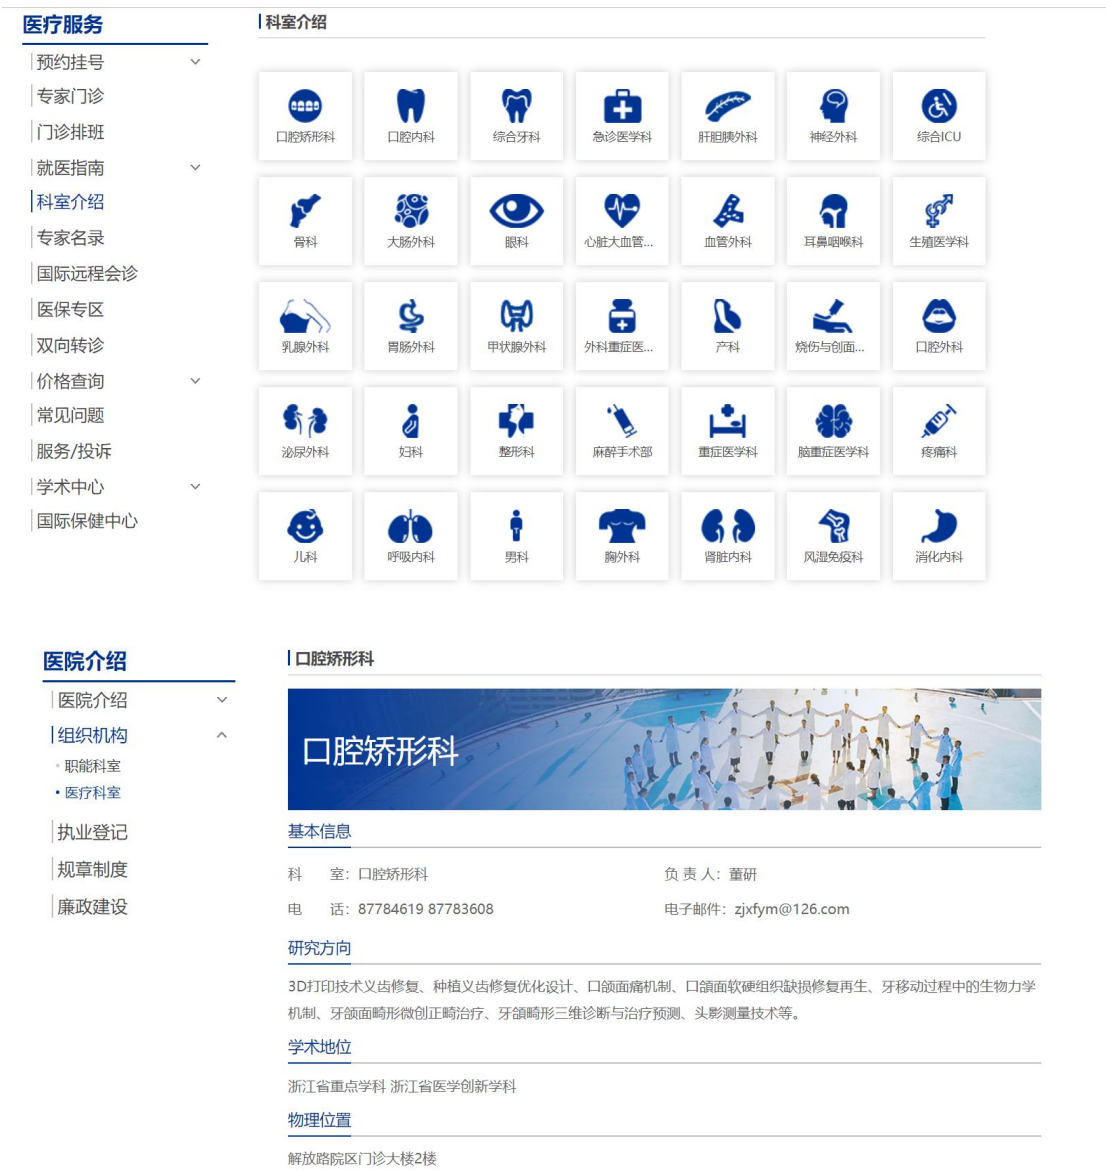 医疗服务
预约挂号
专家门诊
门诊排班
就医指南
科室介绍
专家名录
国际远程会诊
医保专区
双向转诊
价格查询
常见问题
服务/投诉
学术中心
国际保健中心
科室介绍
口腔矫形科 口腔内科 综合牙科 急诊医学科 肝胆胰外科 神经外科 综合ICU
骨科 大肠外科 眼科 心脏大血管... 血管外科 耳鼻咽喉科 生殖医学科
乳腺外科 胃肠外科 甲状腺外科 外科重症医... 产科 烧伤与创面... 口腔外科
泌尿外科 妇科 整形科 麻醉手术部 重症医学科 脑重症医学科 疼痛科
儿科 呼吸内科 男科 胸外科 肾脏内科 风湿免疫科 消化内科
医院介绍
医院介绍
组织机构
职能科室
医疗科室
执业登记
规章制度
廉政建设
口腔矫形科
口腔矫形科
基本信息
科 室：口腔矫形科 负 责 人：董研
电 话：87784619 87783608 电子邮件：zjxfym@126.com
研究方向
3D打印技术义齿修复、种植义齿修复优化设计、口颌面痛机制、口颌面软硬组织缺损修复再生、牙移动过程中的生物力学
机制、牙颌面畸形微创正畸治疗、牙颌畸形三维诊断与治疗预测、头影测量技术等。
学术地位
浙江省重点学科 浙江省医学创新学科
物理位置
解放路院区门诊大楼2楼